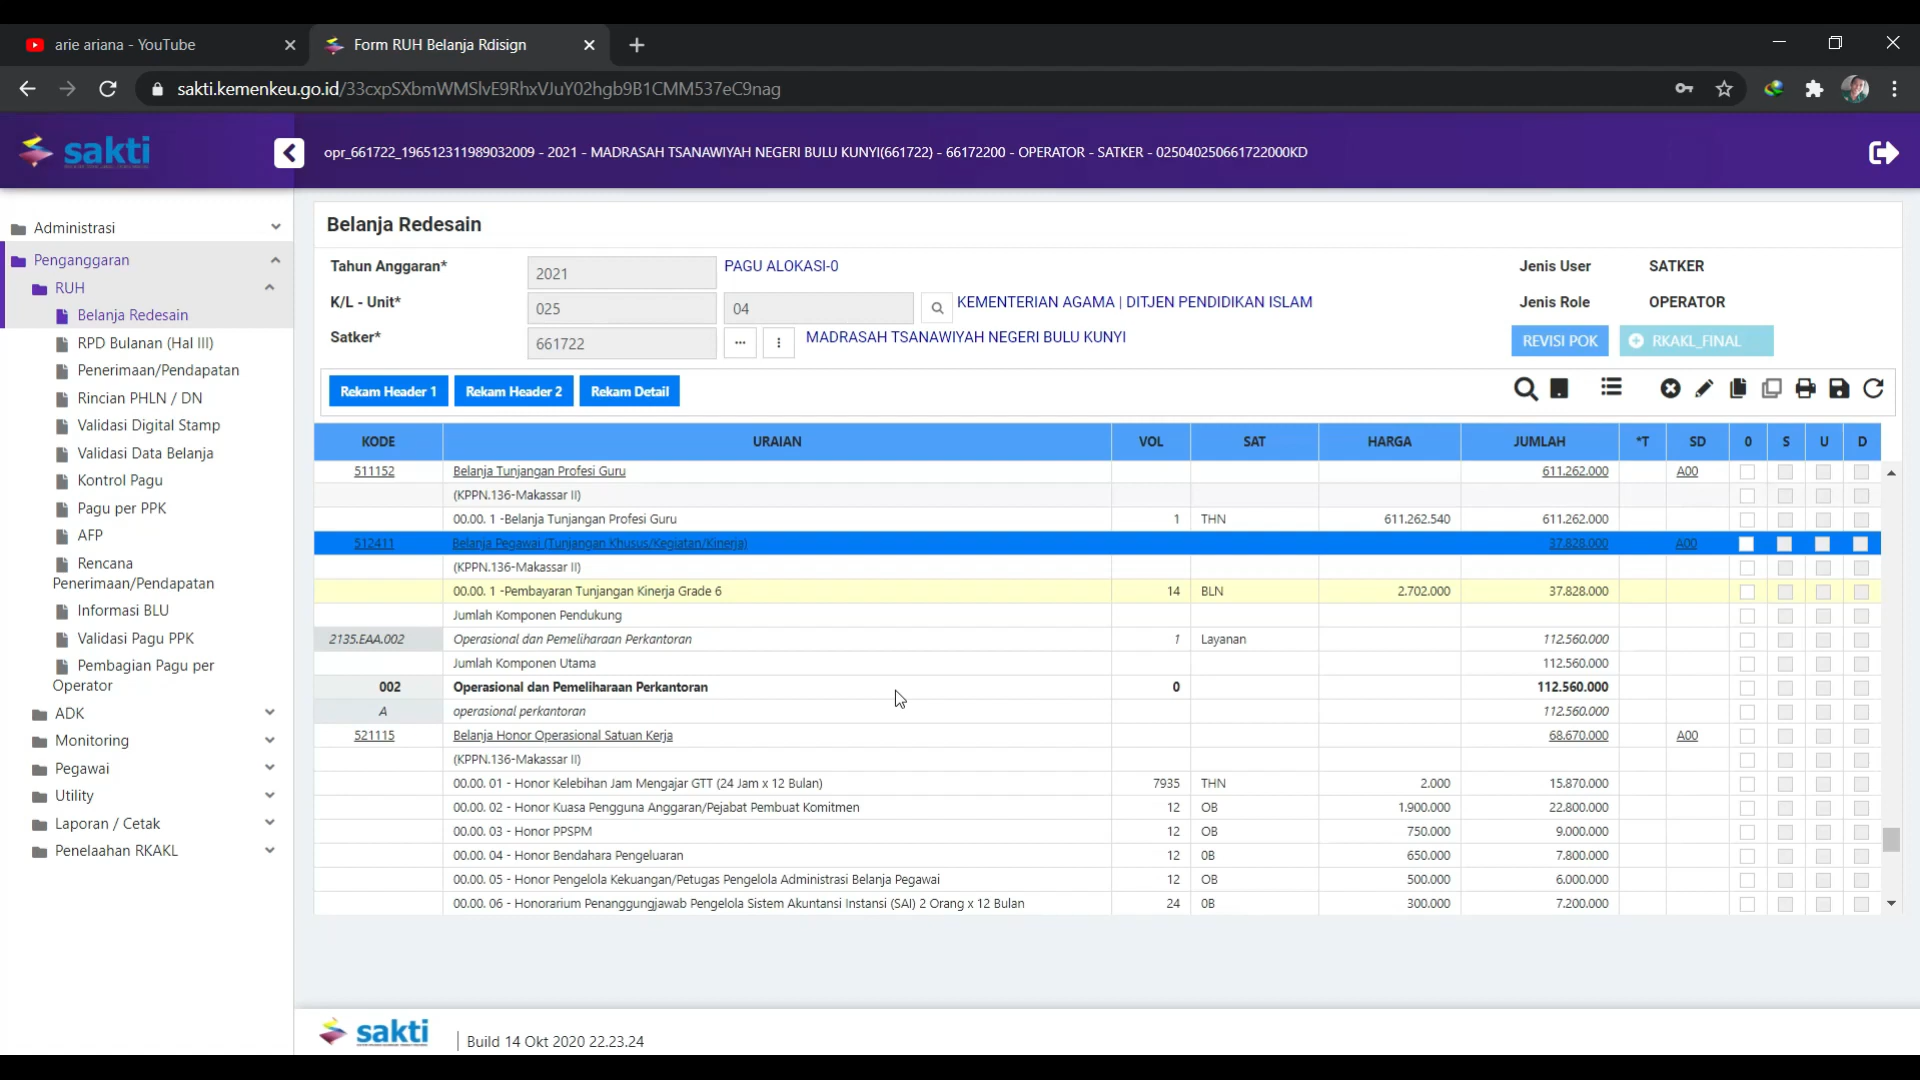 arie ariana - YouTube
Form RUH Belanja Rdisign
sakti.kemenkeu.go.id/33cxpSXbmWMSlvE9RhxVJuY02hgb9B1CMM537eC9nag
sakti
opr_661722_196512311989032009 - 2021 - MADRASAH TSANAWIYAH NEGERI BULU KUNYI(661722) - 66172200 - OPERATOR - SATKER - 025040250661722000KD
Administrasi
Penganggaran
RUH
Belanja Redesain
RPD Bulanan (Hal III)
Penerimaan/Pendapatan
Rincian PHLN / DN
Validasi Digital Stamp
Validasi Data Belanja
Kontrol Pagu
Pagu per PPK
AFP
Rencana
Penerimaan/Pendapatan
Informasi BLU
Validasi Pagu PPK
Pembagian Pagu per
Operator
ADK
Monitoring
Pegawai
Utility
Laporan / Cetak
Penelaahan RKAKL
Belanja Redesain
Tahun Anggaran* 2021 PAGU ALOKASI-0 Jenis User SATKER
K/L - Unit* 025 04 KEMENTERIAN AGAMA | DITJEN PENDIDIKAN ISLAM Jenis Role OPERATOR
Satker* 661722 ... MADRASAH TSANAWIYAH NEGERI BULU KUNYI REVISI POK RKAKL_FINAL
Rekam Header 1 Rekam Header 2 Rekam Detail
KODE URAIAN VOL SAT HARGA JUMLAH *T SD 0 S U D
511152 Belanja Tunjangan Profesi Guru 611.262.000 A00
(KPPN.136-Makassar II)
00.00. 1 -Belanja Tunjangan Profesi Guru 1 THN 611.262.540 611.262.000
512411 Belanja Pegawai (Tunjangan Khusus/Kegiatan/Kinerja) 37.828.000 A00
(KPPN.136-Makassar II)
00.00. 1 -Pembayaran Tunjangan Kinerja Grade 6 14 BLN 2.702.000 37.828.000
Jumlah Komponen Pendukung
2135.EAA.002 Operasional dan Pemeliharaan Perkantoran 1 Layanan 112.560.000
Jumlah Komponen Utama 112.560.000
002 Operasional dan Pemeliharaan Perkantoran 0 112.560.000
A operasional perkantoran 112.560.000
521115 Belanja Honor Operasional Satuan Kerja 68.670.000 A00
(KPPN.136-Makassar II)
00.00. 01 - Honor Kelebihan Jam Mengajar GTT (24 Jam x 12 Bulan) 7935 THN 2.000 15.870.000
00.00. 02 - Honor Kuasa Pengguna Anggaran/Pejabat Pembuat Komitmen 12 OB 1.900.000 22.800.000
00.00. 03 - Honor PPSPM 12 OB 750.000 9.000.000
00.00. 04 - Honor Bendahara Pengeluaran 12 0B 650.000 7.800.000
00.00. 05 - Honor Pengelola Kekuangan/Petugas Pengelola Administrasi Belanja Pegawai 12 OB 500.000 6.000.000
00.00. 06 - Honorarium Penanggungjawab Pengelola Sistem Akuntansi Instansi (SAI) 2 Orang x 12 Bulan 24 0B 300.000 7.200.000
sakti | Build 14 Okt 2020 22.23.24